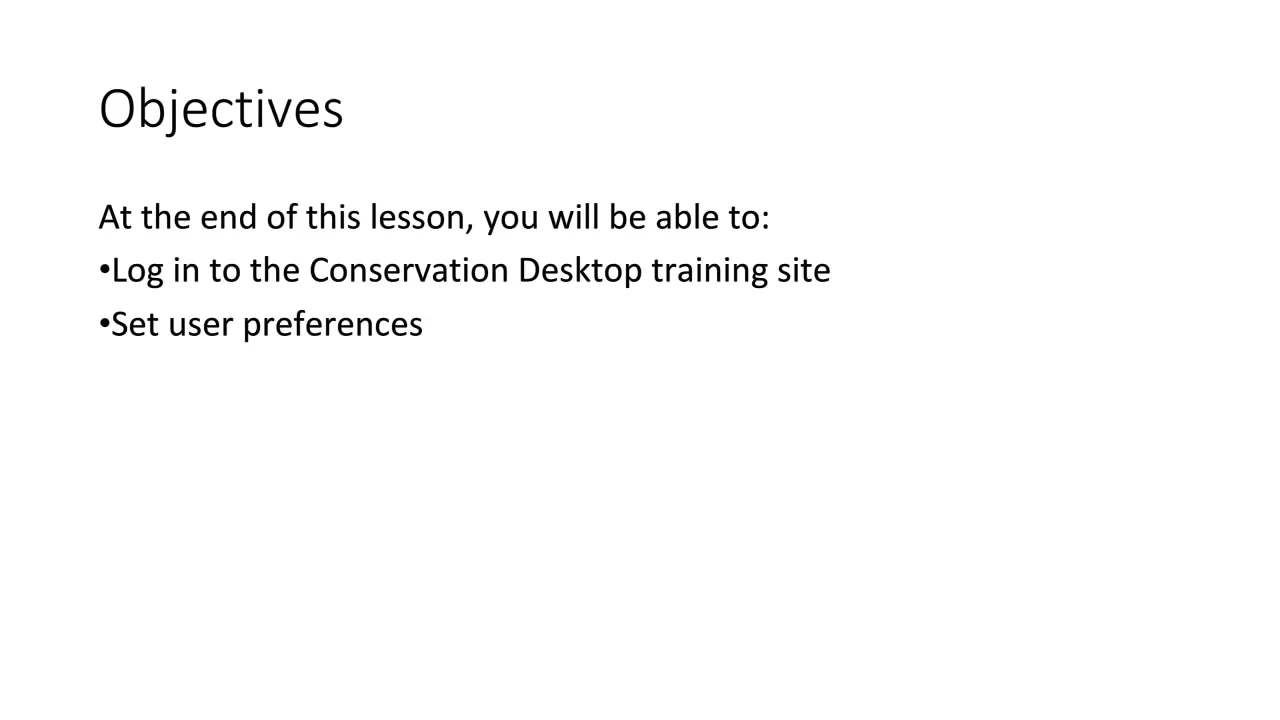 Objectives
At the end of this lesson, you will be able to:
•Log in to the Conservation Desktop training site
•Set user preferences